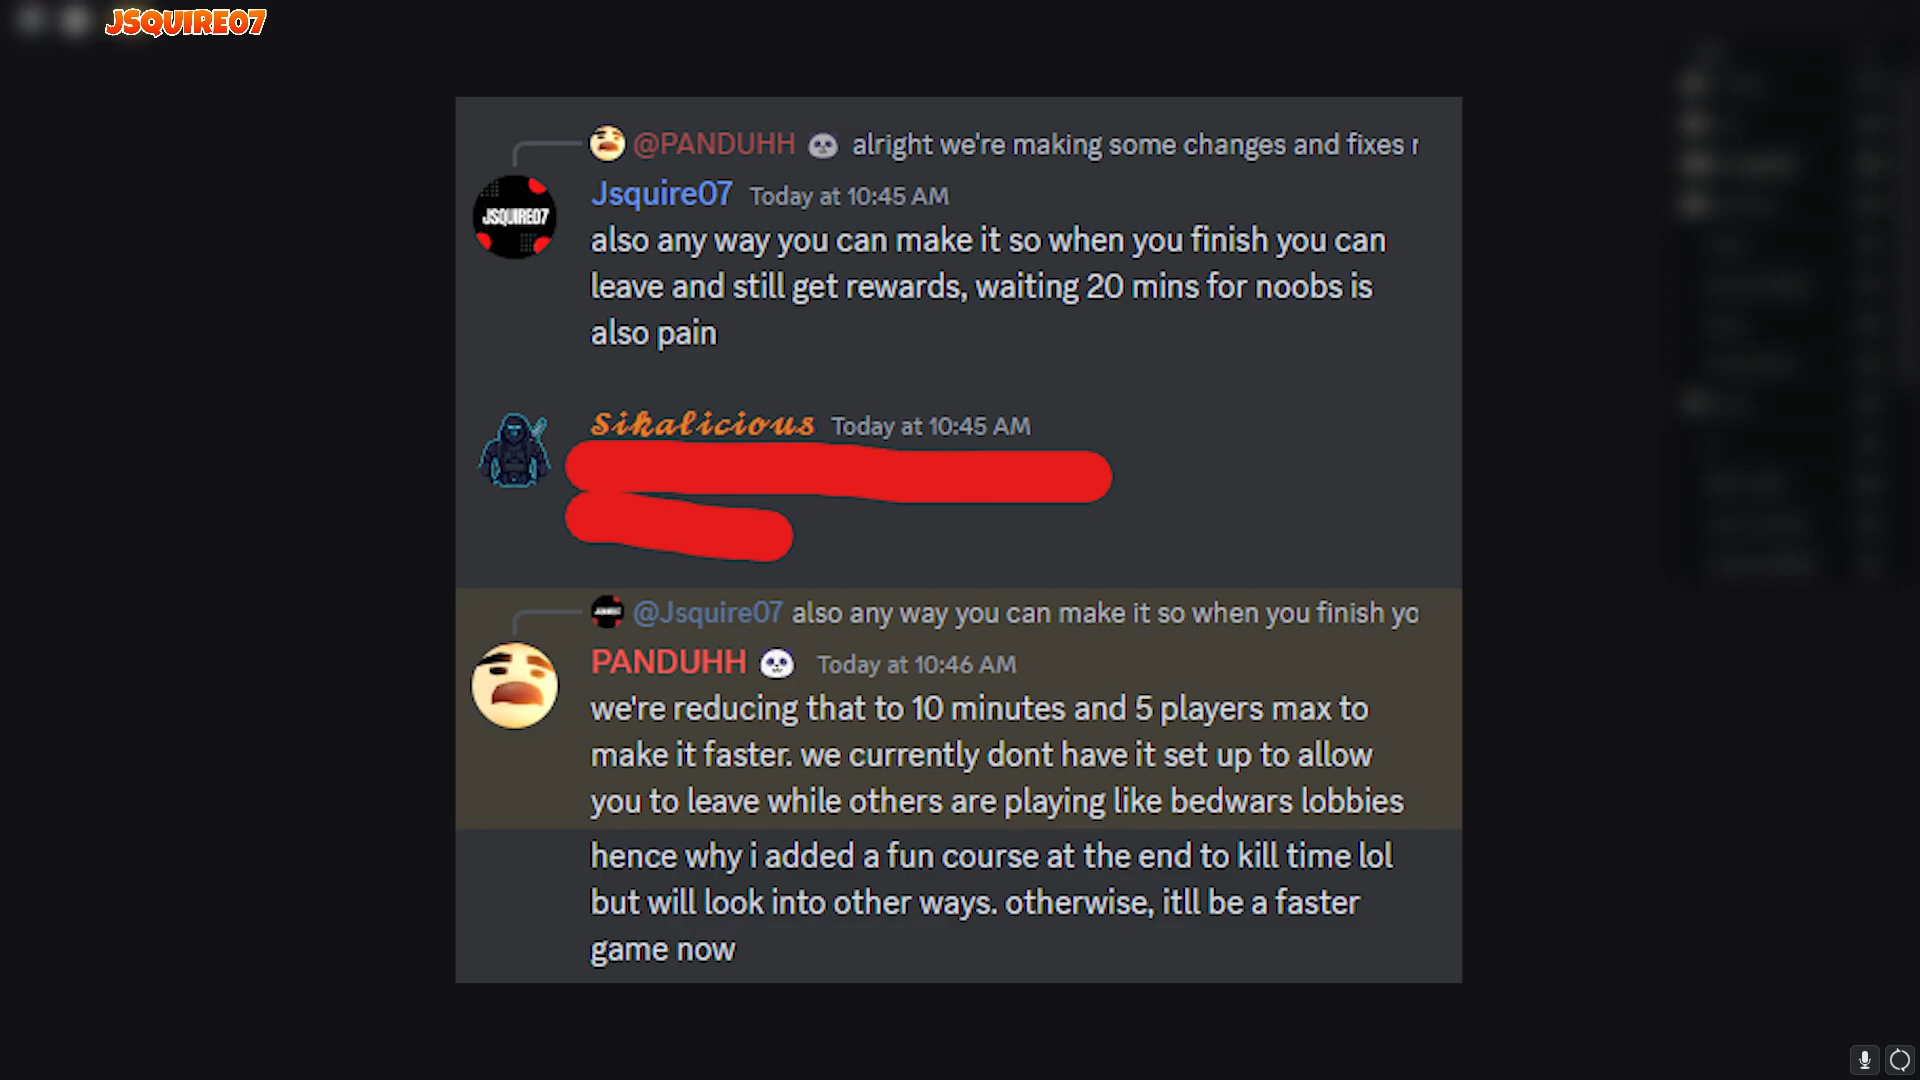 JSQUIRE07
@PANDUHH alright we're making some changes and fixes r
Jsquire07 Today at 10:45 AM
JSQUIRE07
also any way you can make it so when you finish you can
leave and still get rewards, waiting 20 mins for noobs is
also pain
Sikalicious Today at 10:45 AM
@Jsquire07 also any way you can make it so when you finish yo
PANDUHH Today at 10:46 AM
we're reducing that to 10 minutes and 5 players max to
make it faster. we currently dont have it set up to allow
you to leave while others are playing like bedwars lobbies
hence why i added a fun course at the end to kill time lol
but will look into other ways. otherwise, itll be a faster
game now